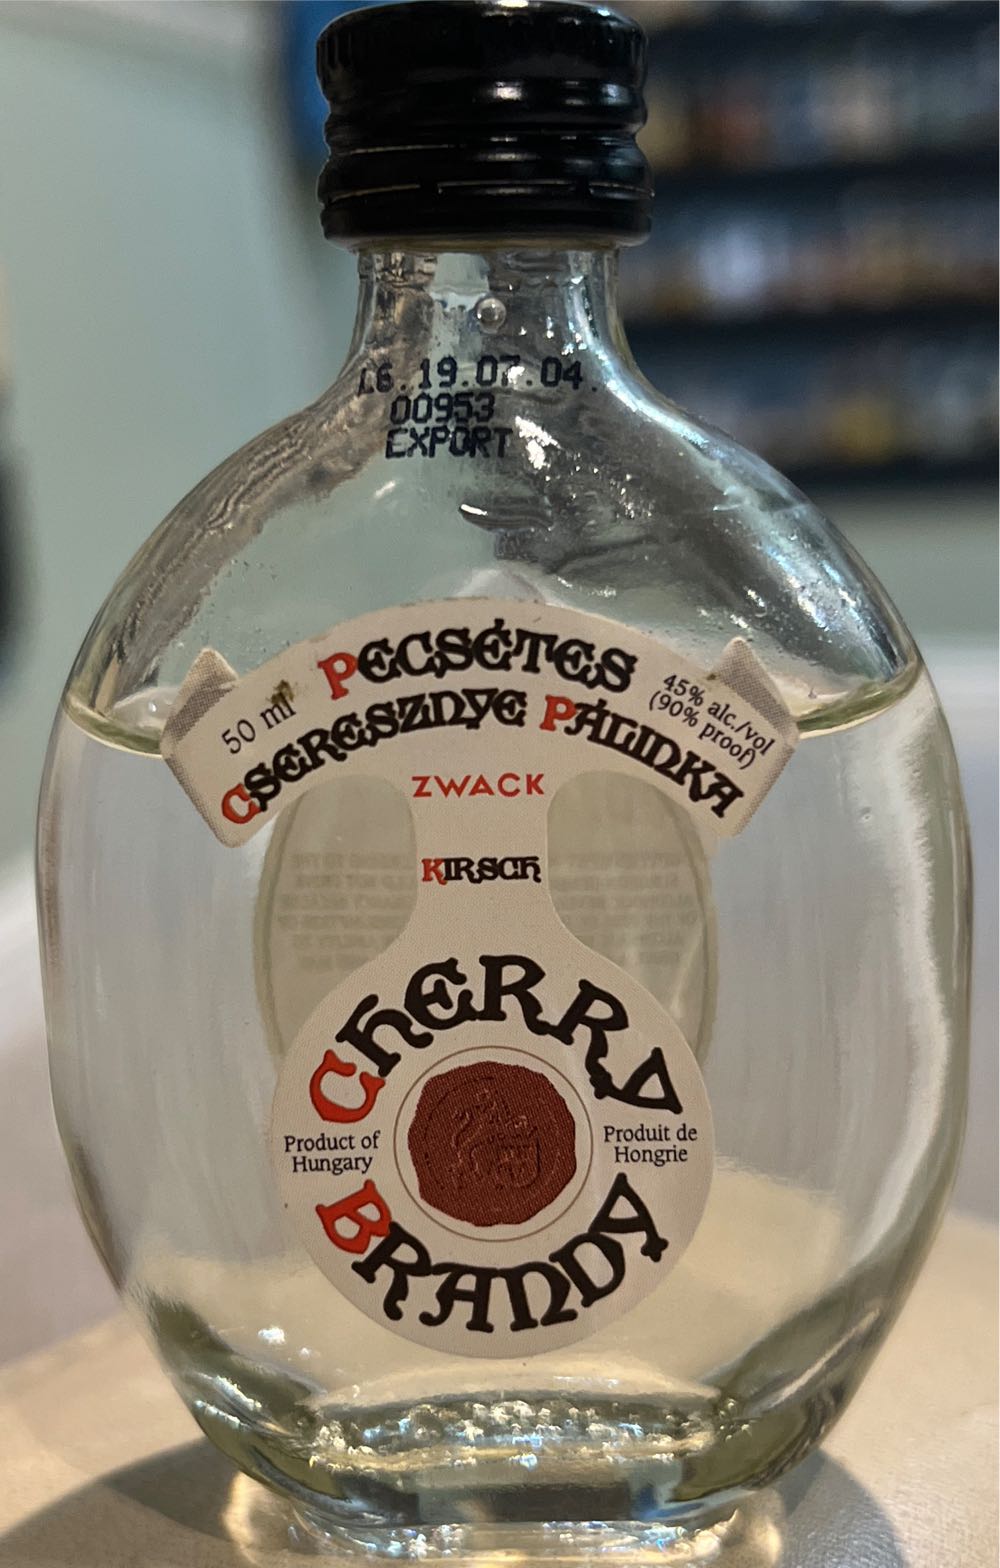 16.19.07.04.
00953
EXPORT
50 ml
PECSÉTES
CSERESZNYE PÁLINKA
45% alc./vol
(90% proof)
ZWACK
KIRSCH
CHERRY
Product of
Hungary
Produit de
Hongrie
BRANDY